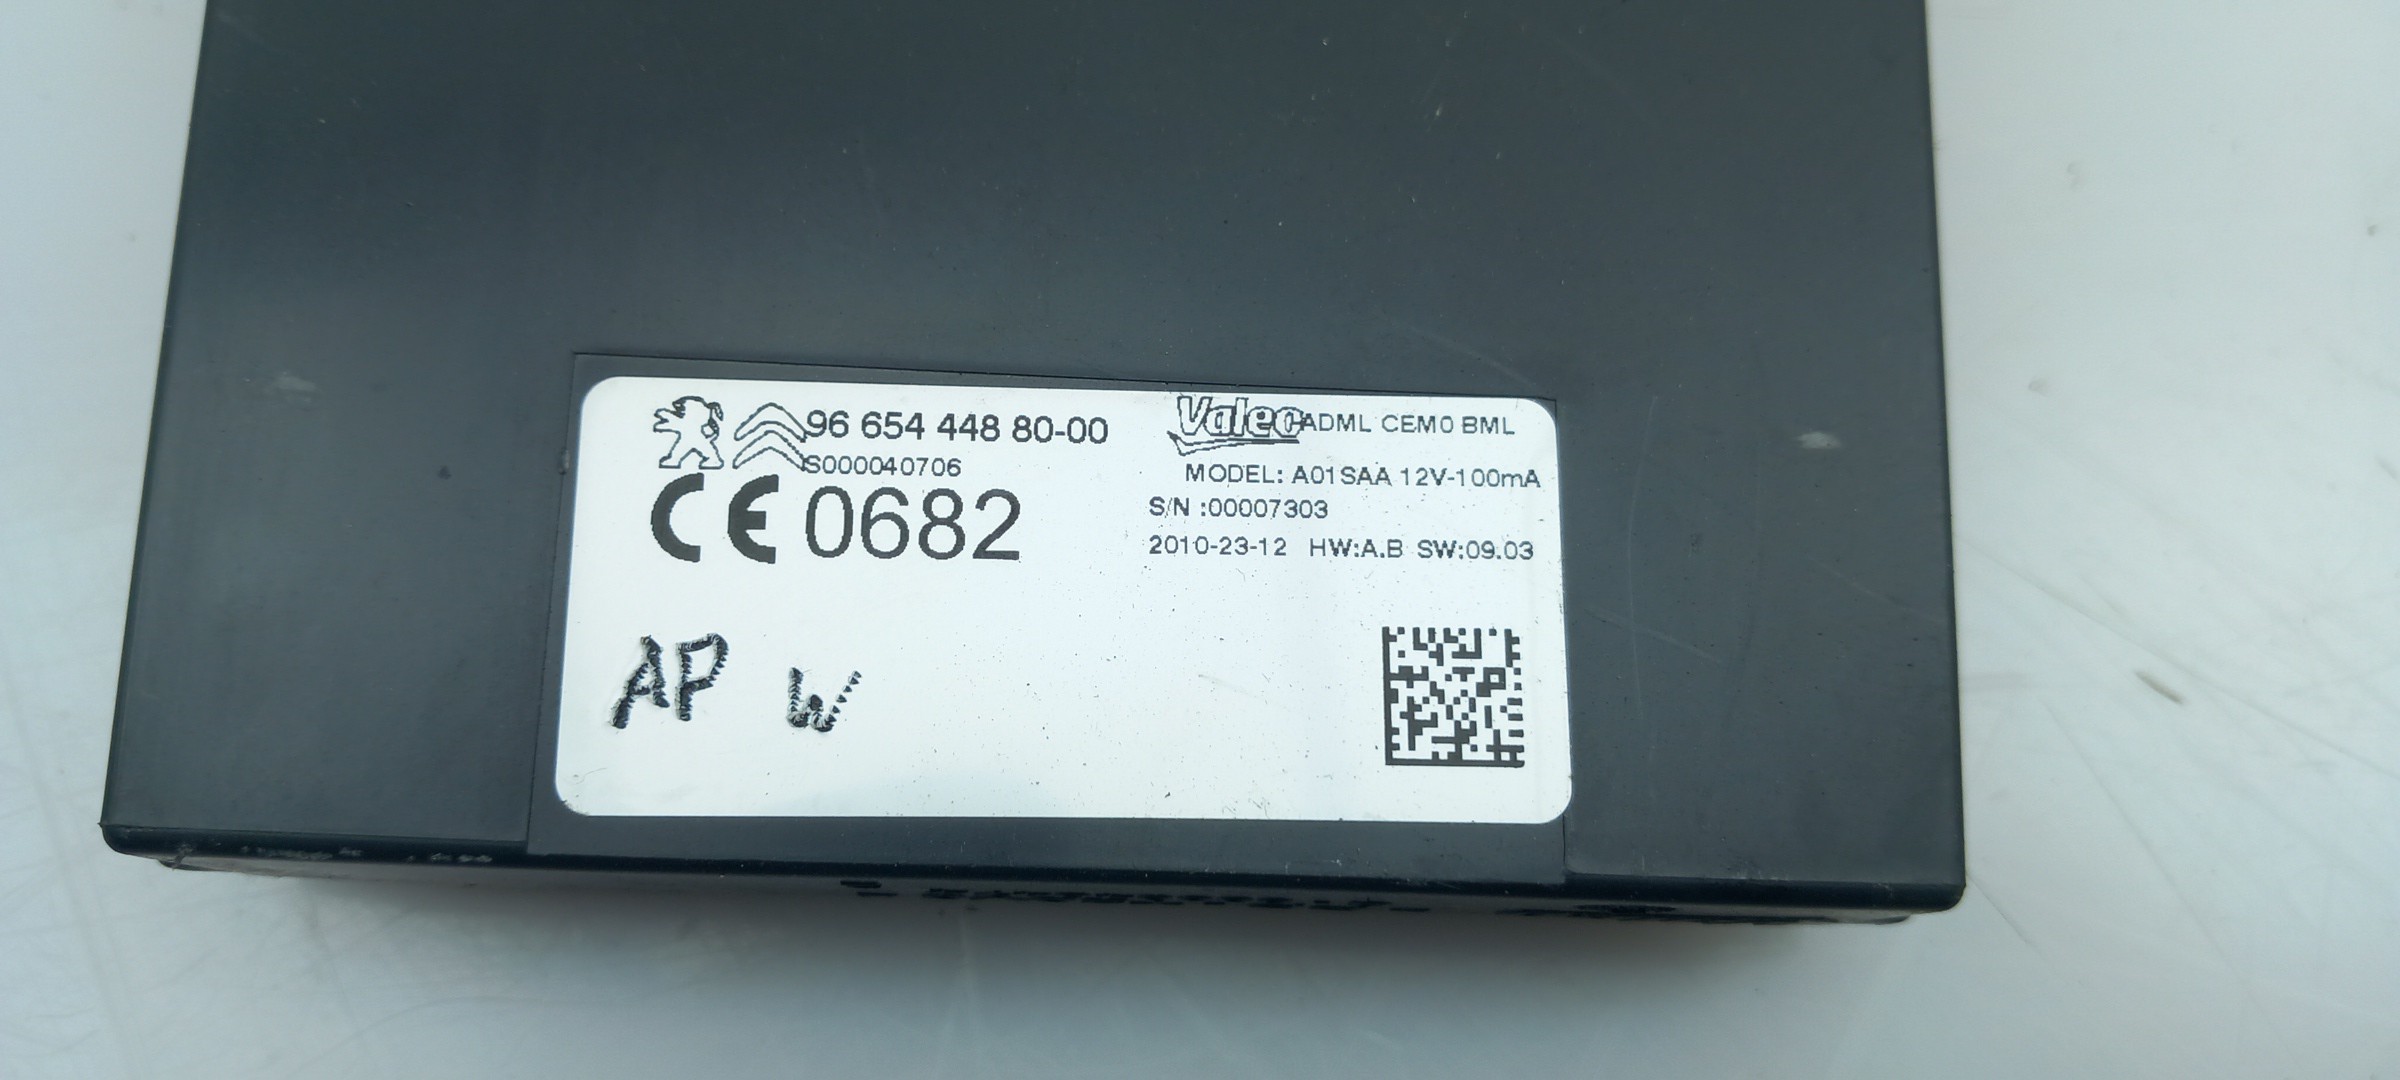 96 654 448 80-00
S000040706
CE 0682
Valeo ADML CEM0 BML
MODEL: A01SAA 12V-100mA
S/N :00007303
2010-23-12 HW:A.B SW:09.03
AP W